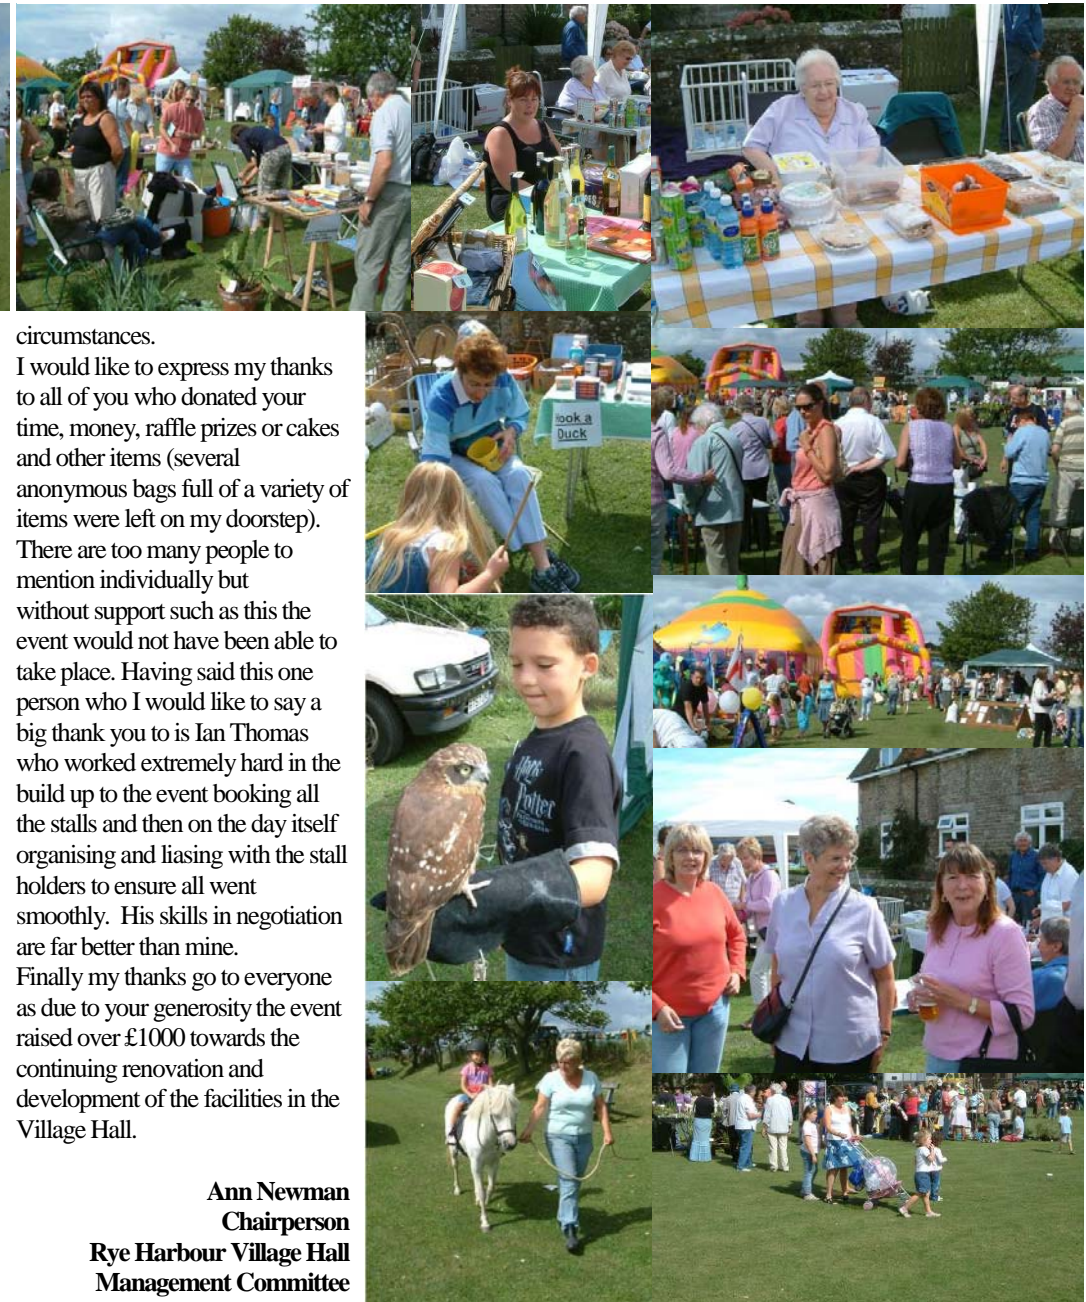 circumstances.
I would like to express my thanks
to all of you who donated your
time, money, raffle prizes or cakes
and other items (several
anonymous bags full of a variety of
items were left on my doorstep).
There are too many people to
mention individually but
without support such as this the
event would not have been able to
take place. Having said this one
person who I would like to say a
big thank you to is Ian Thomas
who worked extremely hard in the
build up to the event booking all
the stalls and then on the day itself
organising and liasing with the stall
holders to ensure all went
smoothly.  His skills in negotiation
are far better than mine.
Finally my thanks go to everyone
as due to your generosity the event
raised over £1000 towards the
continuing renovation and
development of the facilities in the
Village Hall.
Ann Newman
Chairperson
Rye Harbour Village Hall
Management Committee
Hook a
Duck
Potter